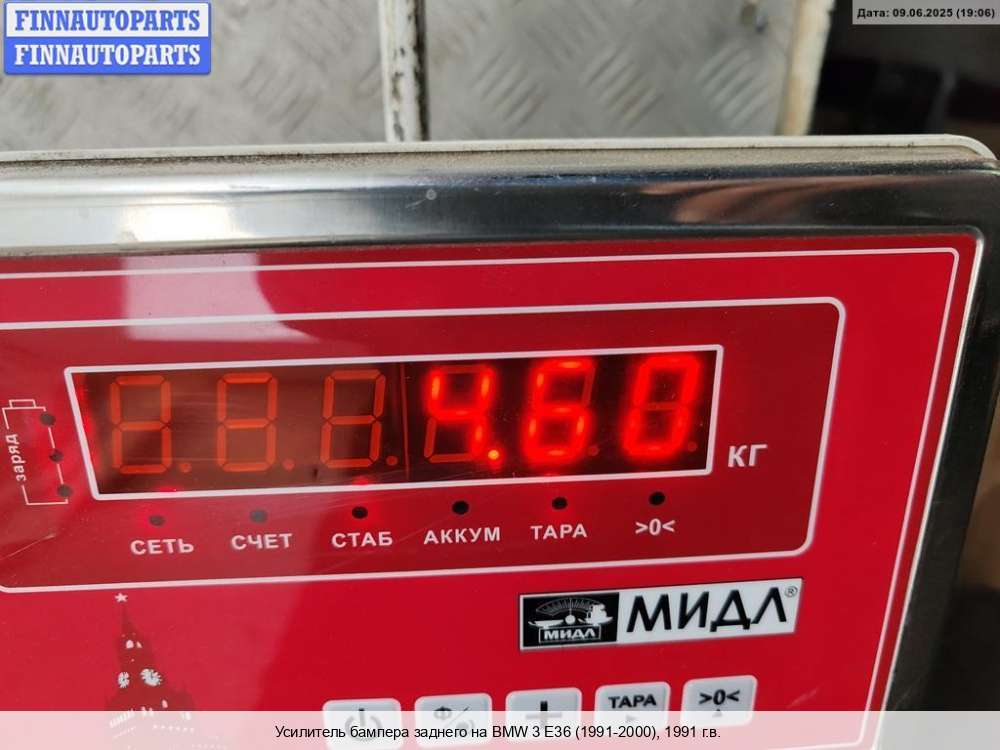 FINNAUTOPARTS
FINNAUTOPARTS
Дата: 09.06.2025 (19:06)
4.60
КГ
заряд
СЕТЬ СЧЕТ СТАБ АККУМ ТАРА >0<
МИДЛ МИДЛ®
ТАРА >0<
Усилитель бампера заднего на BMW 3 E36 (1991-2000), 1991 г.в.